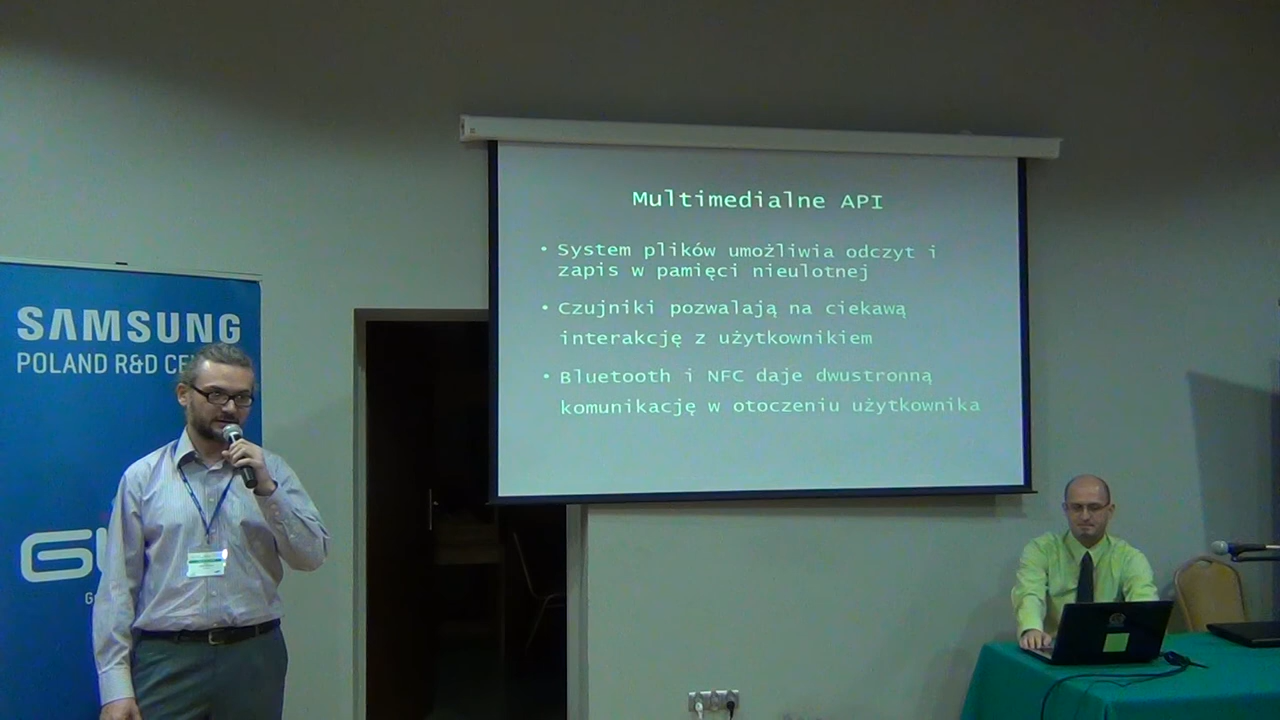 Multimedialne API
• System plików umożliwia odczyt i
zapis w pamięci nieulotnej
• Czujniki pozwalają na ciekawą
interakcję z użytkownikiem
• Bluetooth i NFC daje dwustronną
komunikację w otoczeniu użytkownika
SAMSUNG
POLAND R&D